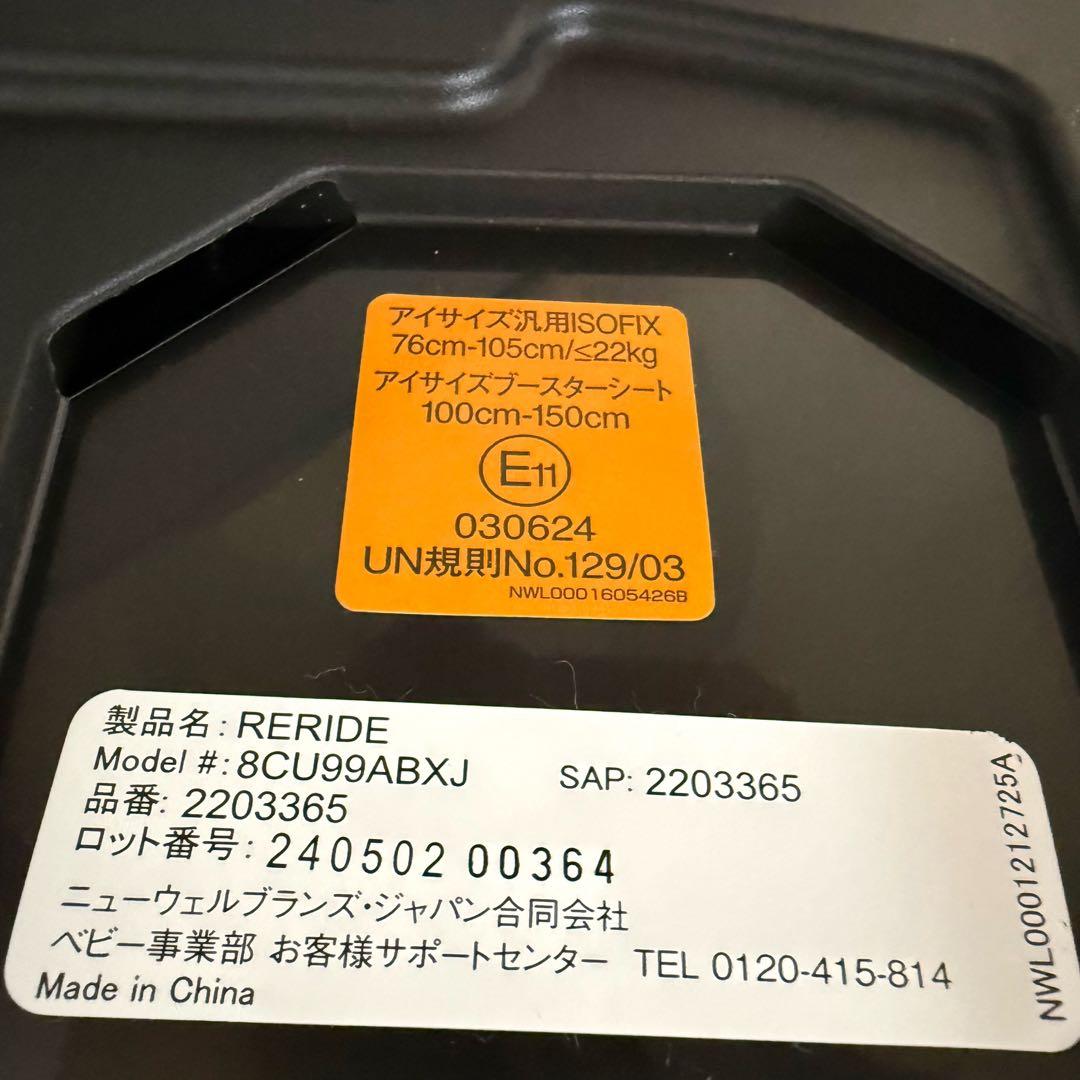 アイサイズ汎用ISOFIX
76cm-105cm/≤22kg
アイサイズブースターシート
100cm-150cm
E11
030624
UN規則No.129/03
NWL0001605426B
製品名: RERIDE
Model #: 8CU99ABXJ SAP: 2203365
品番: 2203365
ロット番号: 240502 00364
ニューウェルブランズ・ジャパン合同会社
ベビー事業部 お客様サポートセンター TEL 0120-415-814
Made in China
NWL0001212725A